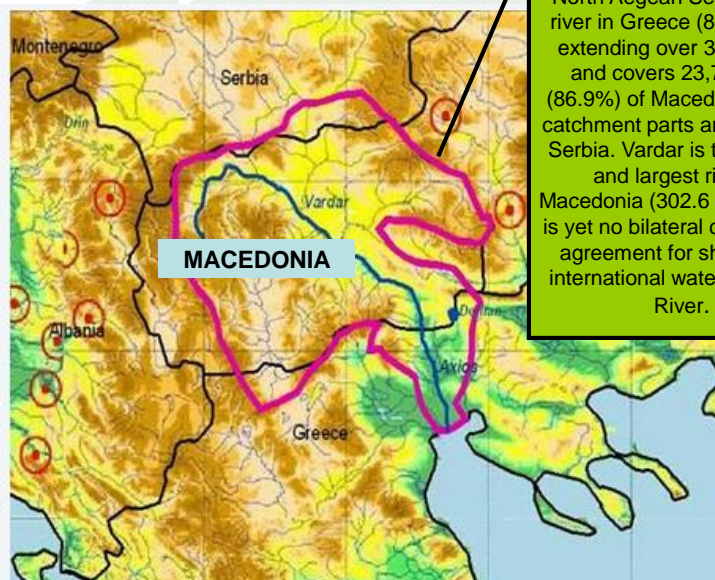 North Aegean Se
river in Greece (8
extending over 3
and covers 23,7
(86.9%) of Maced
catchment parts ar
Serbia. Vardar is t
and largest ri
Macedonia (302.6
is yet no bilateral o
agreement for sh
international wate
River.
Montenegro
Serbia
Drin
Vardar
MACEDONIA
Dojran
Albania
Axios
Greece